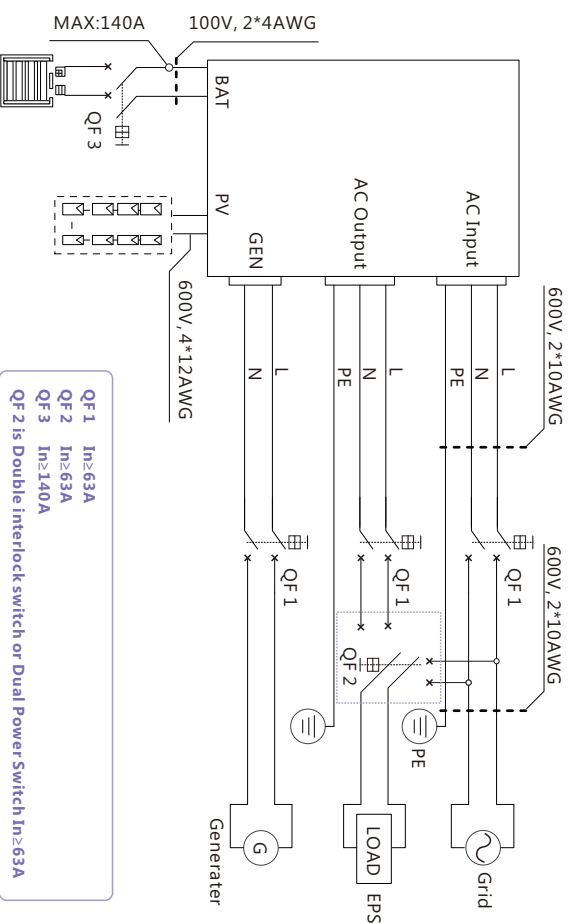 MAX:140A
100V, 2*4AWG
BAT
QF 3
PV
600V, 4*12AWG
GEN
AC Output
AC Input
L
N
PE
L
N
PE
L
N
600V, 2*10AWG
600V, 2*10AWG
QF 1
QF 1
QF 1
QF 2
PE
Grid
LOAD
EPS
G
Generater
QF 1 In≥63A
QF 2 In≥63A
QF 3 In≥140A
QF 2 is Double interlock switch or Dual Power Switch In≥63A